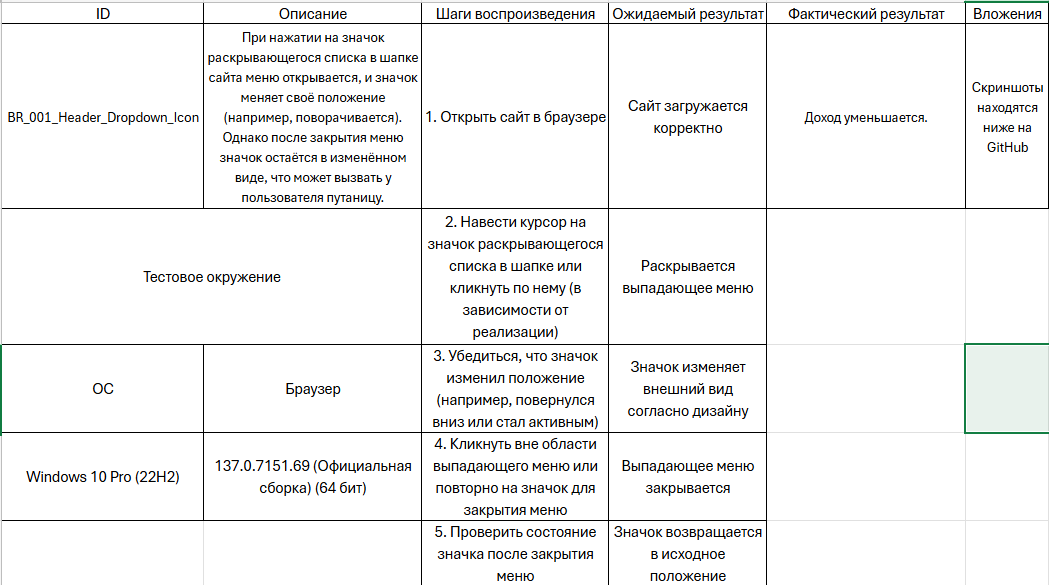 ID
Описание
Шаги воспроизведения
Ожидаемый результат
Фактический результат
Вложения
BR_001_Header_Dropdown_Icon
При нажатии на значок
раскрывающегося списка в шапке
сайта меню открывается, и значок
меняет своё положение
(например, поворачивается).
Однако после закрытия меню
значок остаётся в изменённом
виде, что может вызвать у
пользователя путаницу.
1. Открыть сайт в браузере
Сайт загружается
корректно
Доход уменьшается.
Скриншоты
находятся
ниже на
GitHub
Тестовое окружение
2. Навести курсор на
значок раскрывающегося
списка в шапке или
кликнуть по нему (в
зависимости от
реализации)
Раскрывается
выпадающее меню
ОС
Браузер
3. Убедиться, что значок
изменил положение
(например, повернулся
вниз или стал активным)
Значок изменяет
внешний вид
согласно дизайну
Windows 10 Pro (22H2)
137.0.7151.69 (Официальная
сборка) (64 бит)
4. Кликнуть вне области
выпадающего меню или
повторно на значок для
закрытия меню
Выпадающее меню
закрывается
5. Проверить состояние
значка после закрытия
меню
Значок возвращается
в исходное
положение